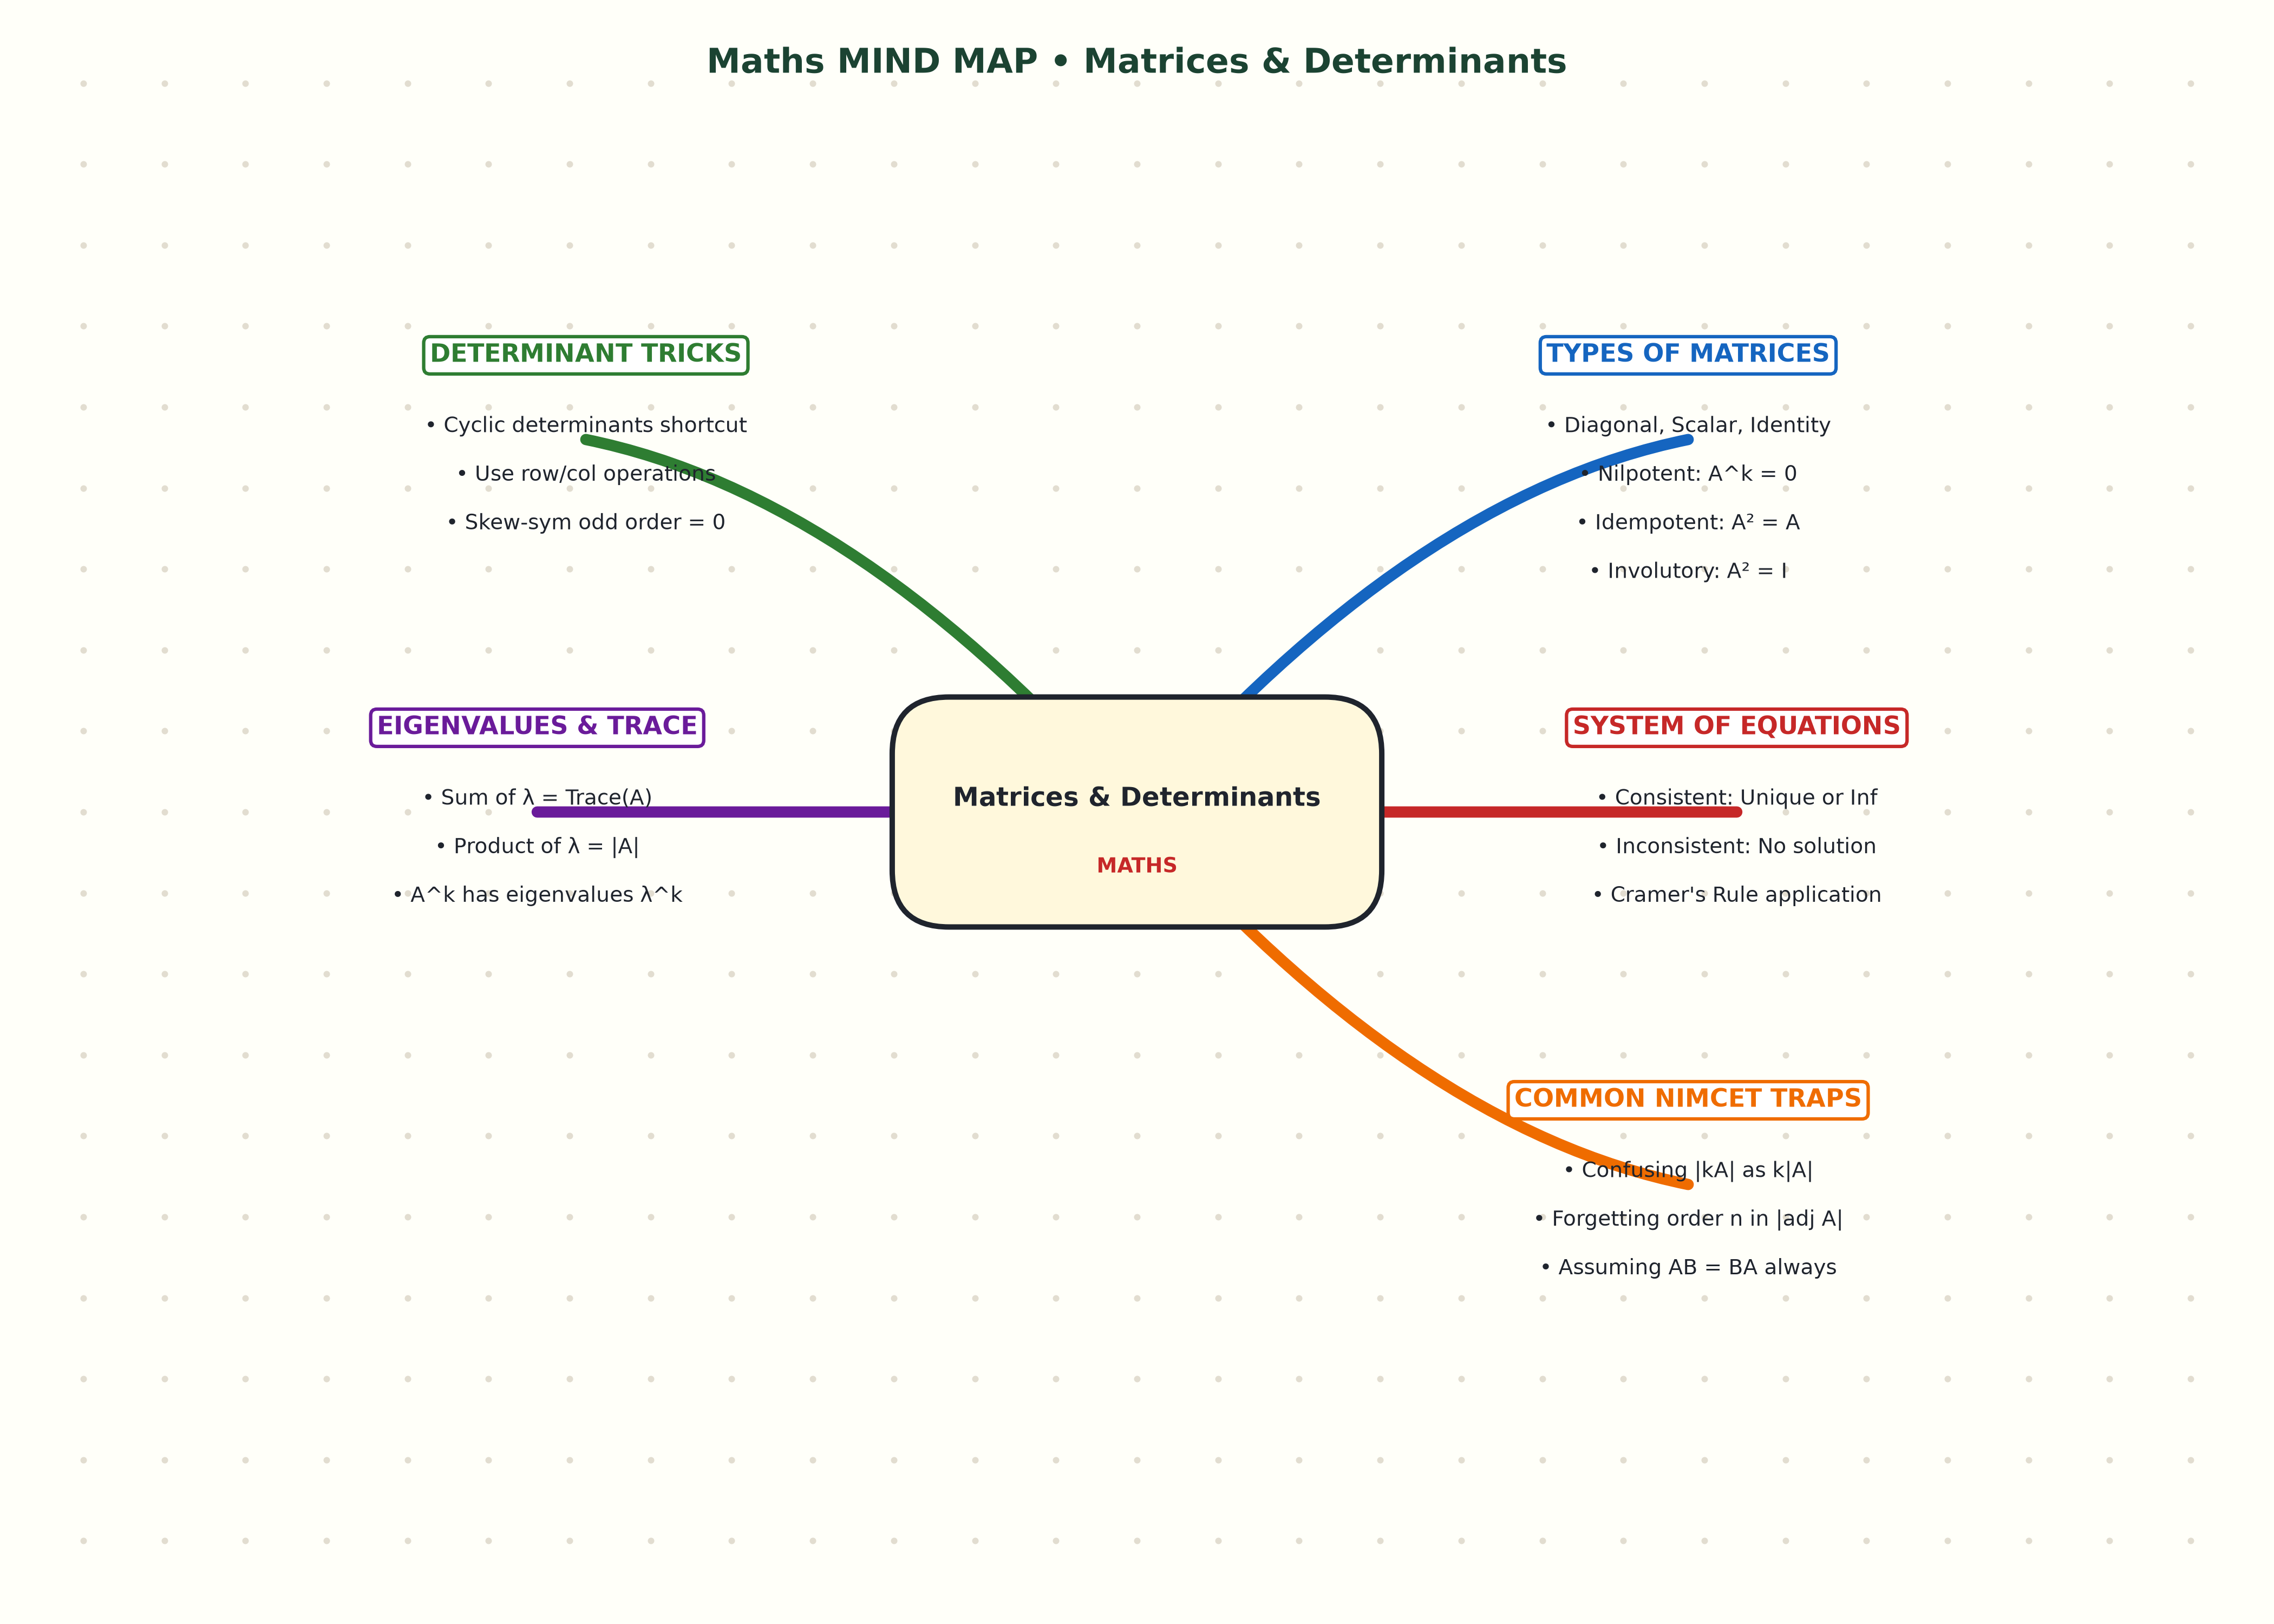 Maths MIND MAP • Matrices & Determinants
DETERMINANT TRICKS
• Cyclic determinants shortcut
• Use row/col operations
• Skew-sym odd order = 0
TYPES OF MATRICES
• Diagonal, Scalar, Identity
• Nilpotent: A^k = 0
• Idempotent: A² = A
• Involutory: A² = I
EIGENVALUES & TRACE
• Sum of λ = Trace(A)
• Product of λ = |A|
• A^k has eigenvalues λ^k
Matrices & Determinants
MATHS
SYSTEM OF EQUATIONS
• Consistent: Unique or Inf
• Inconsistent: No solution
• Cramer's Rule application
COMMON NIMCET TRAPS
• Confusing |kA| as k|A|
• Forgetting order n in |adj A|
• Assuming AB = BA always